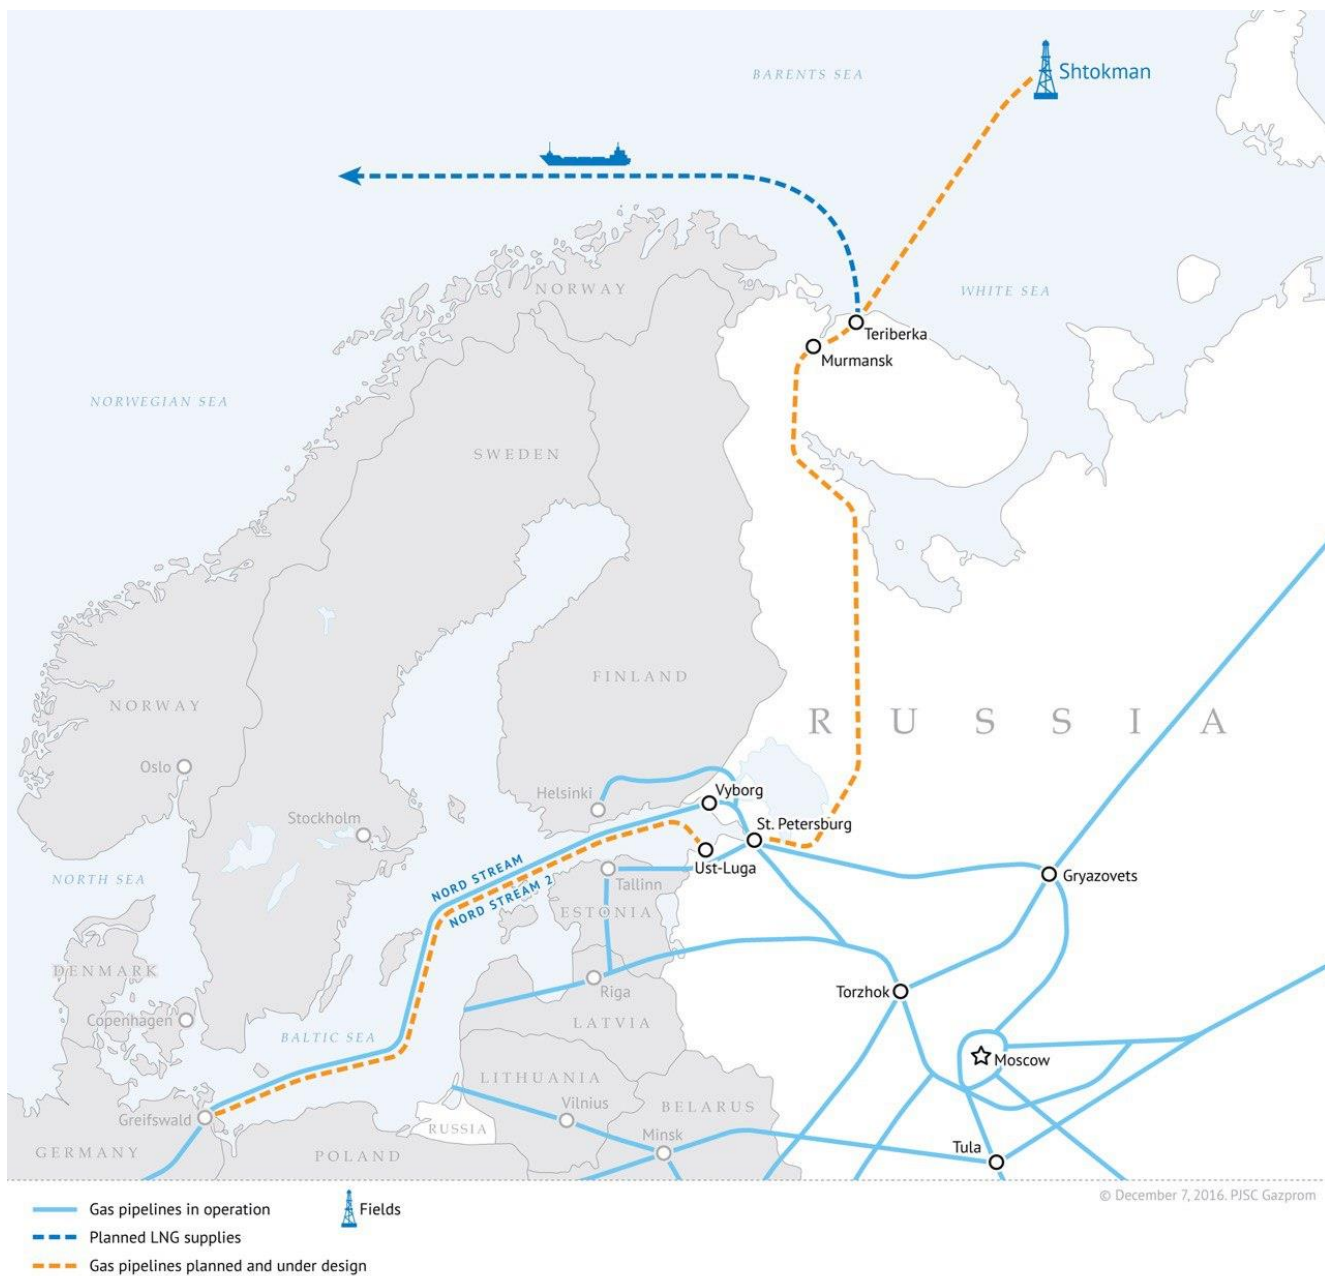 BARENTS SEA
Shtokman
NORWAY
WHITE SEA
Teriberka
Murmansk
NORWEGIAN SEA
SWEDEN
FINLAND
NORWAY
RUSSIA
Oslo
Helsinki
Vyborg
Stockholm
St. Petersburg
Ust-Luga
NORD STREAM
NORD STREAM 2
NORTH SEA
Tallinn
Gryazovets
ESTONIA
DENMARK
Riga
Torzhok
Copenhagen
LATVIA
BALTIC SEA
Moscow
LITHUANIA
Vilnius
BELARUS
Greifswald
RUSSIA
Minsk
GERMANY
POLAND
Tula
© December 7, 2016. PJSC Gazprom
Gas pipelines in operation
Fields
Planned LNG supplies
Gas pipelines planned and under design